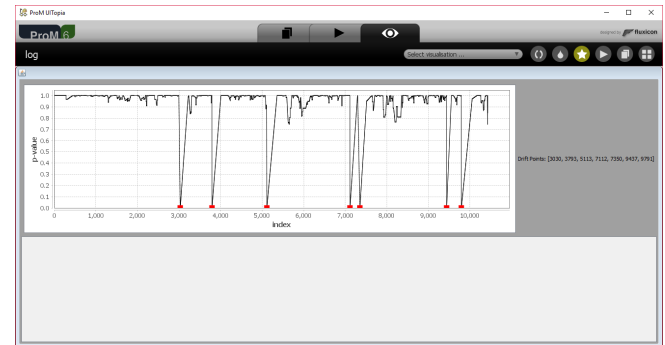 ProM UITopia
ProM 6
designed by fluxicon
log
Select visualisation ...
1.0
0.9
0.8
0.7
0.6
0.5
0.4
0.3
0.2
0.1
0.0
p-value
0 1,000 2,000 3,000 4,000 5,000 6,000 7,000 8,000 9,000 10,000
index
Drift Points: [3030, 3793, 5113, 7112, 7350, 9437, 9791]